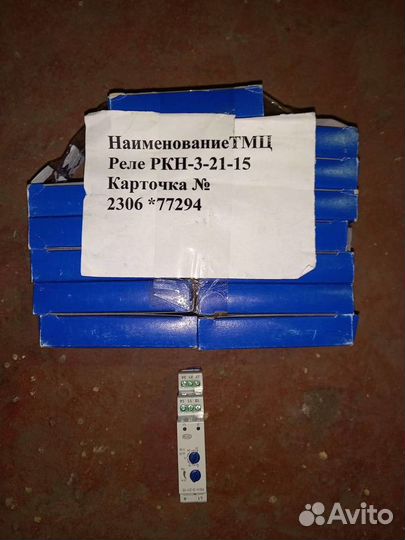 НаименованиеТМЦ
Реле РКН-3-21-15
Карточка №
2306 *77294
Avito